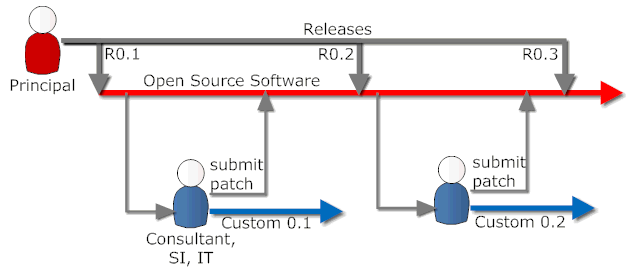 Releases
R0.1
R0.2
R0.3
Principal
Open Source Software
submit
patch
submit
patch
Custom 0.1
Custom 0.2
Consultant,
SI, IT